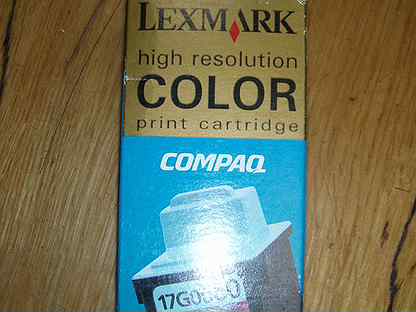 LEXMARK
high resolution
COLOR
print cartridge
COMPAQ